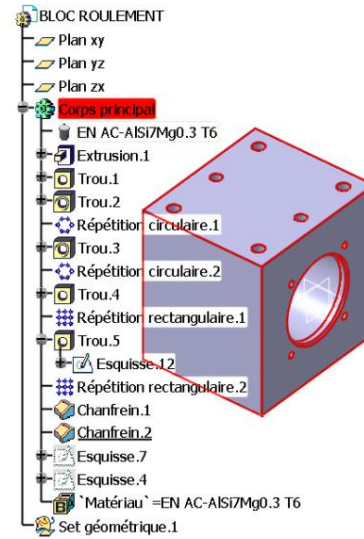 BLOC ROULEMENT
Plan xy
Plan yz
Plan zx
Corps principal
EN AC-AlSi7Mg0.3 T6
Extrusion.1
Trou.1
Trou.2
Répétition circulaire.1
Trou.3
Répétition circulaire.2
Trou.4
Répétition rectangulaire.1
Trou.5
Esquisse.12
Répétition rectangulaire.2
Chanfrein.1
Chanfrein.2
Esquisse.7
Esquisse.4
`Matériau`=EN AC-AlSi7Mg0.3 T6
Set géométrique.1